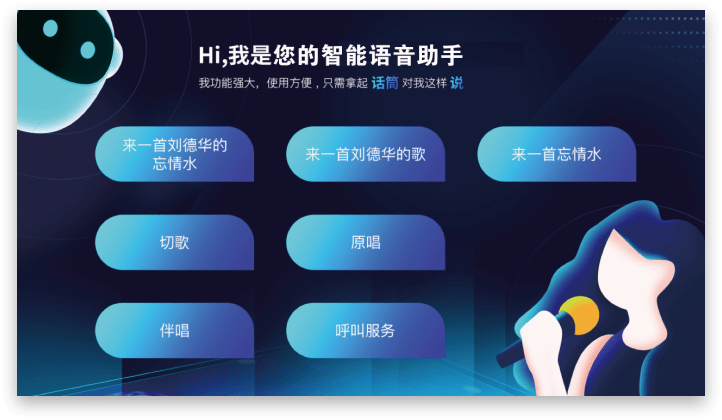 Hi,我是您的智能语音助手
我功能强大，使用方便，只需拿起 话筒 对我这样 说
来一首刘德华的
忘情水
来一首刘德华的歌
来一首忘情水
切歌
原唱
伴唱
呼叫服务